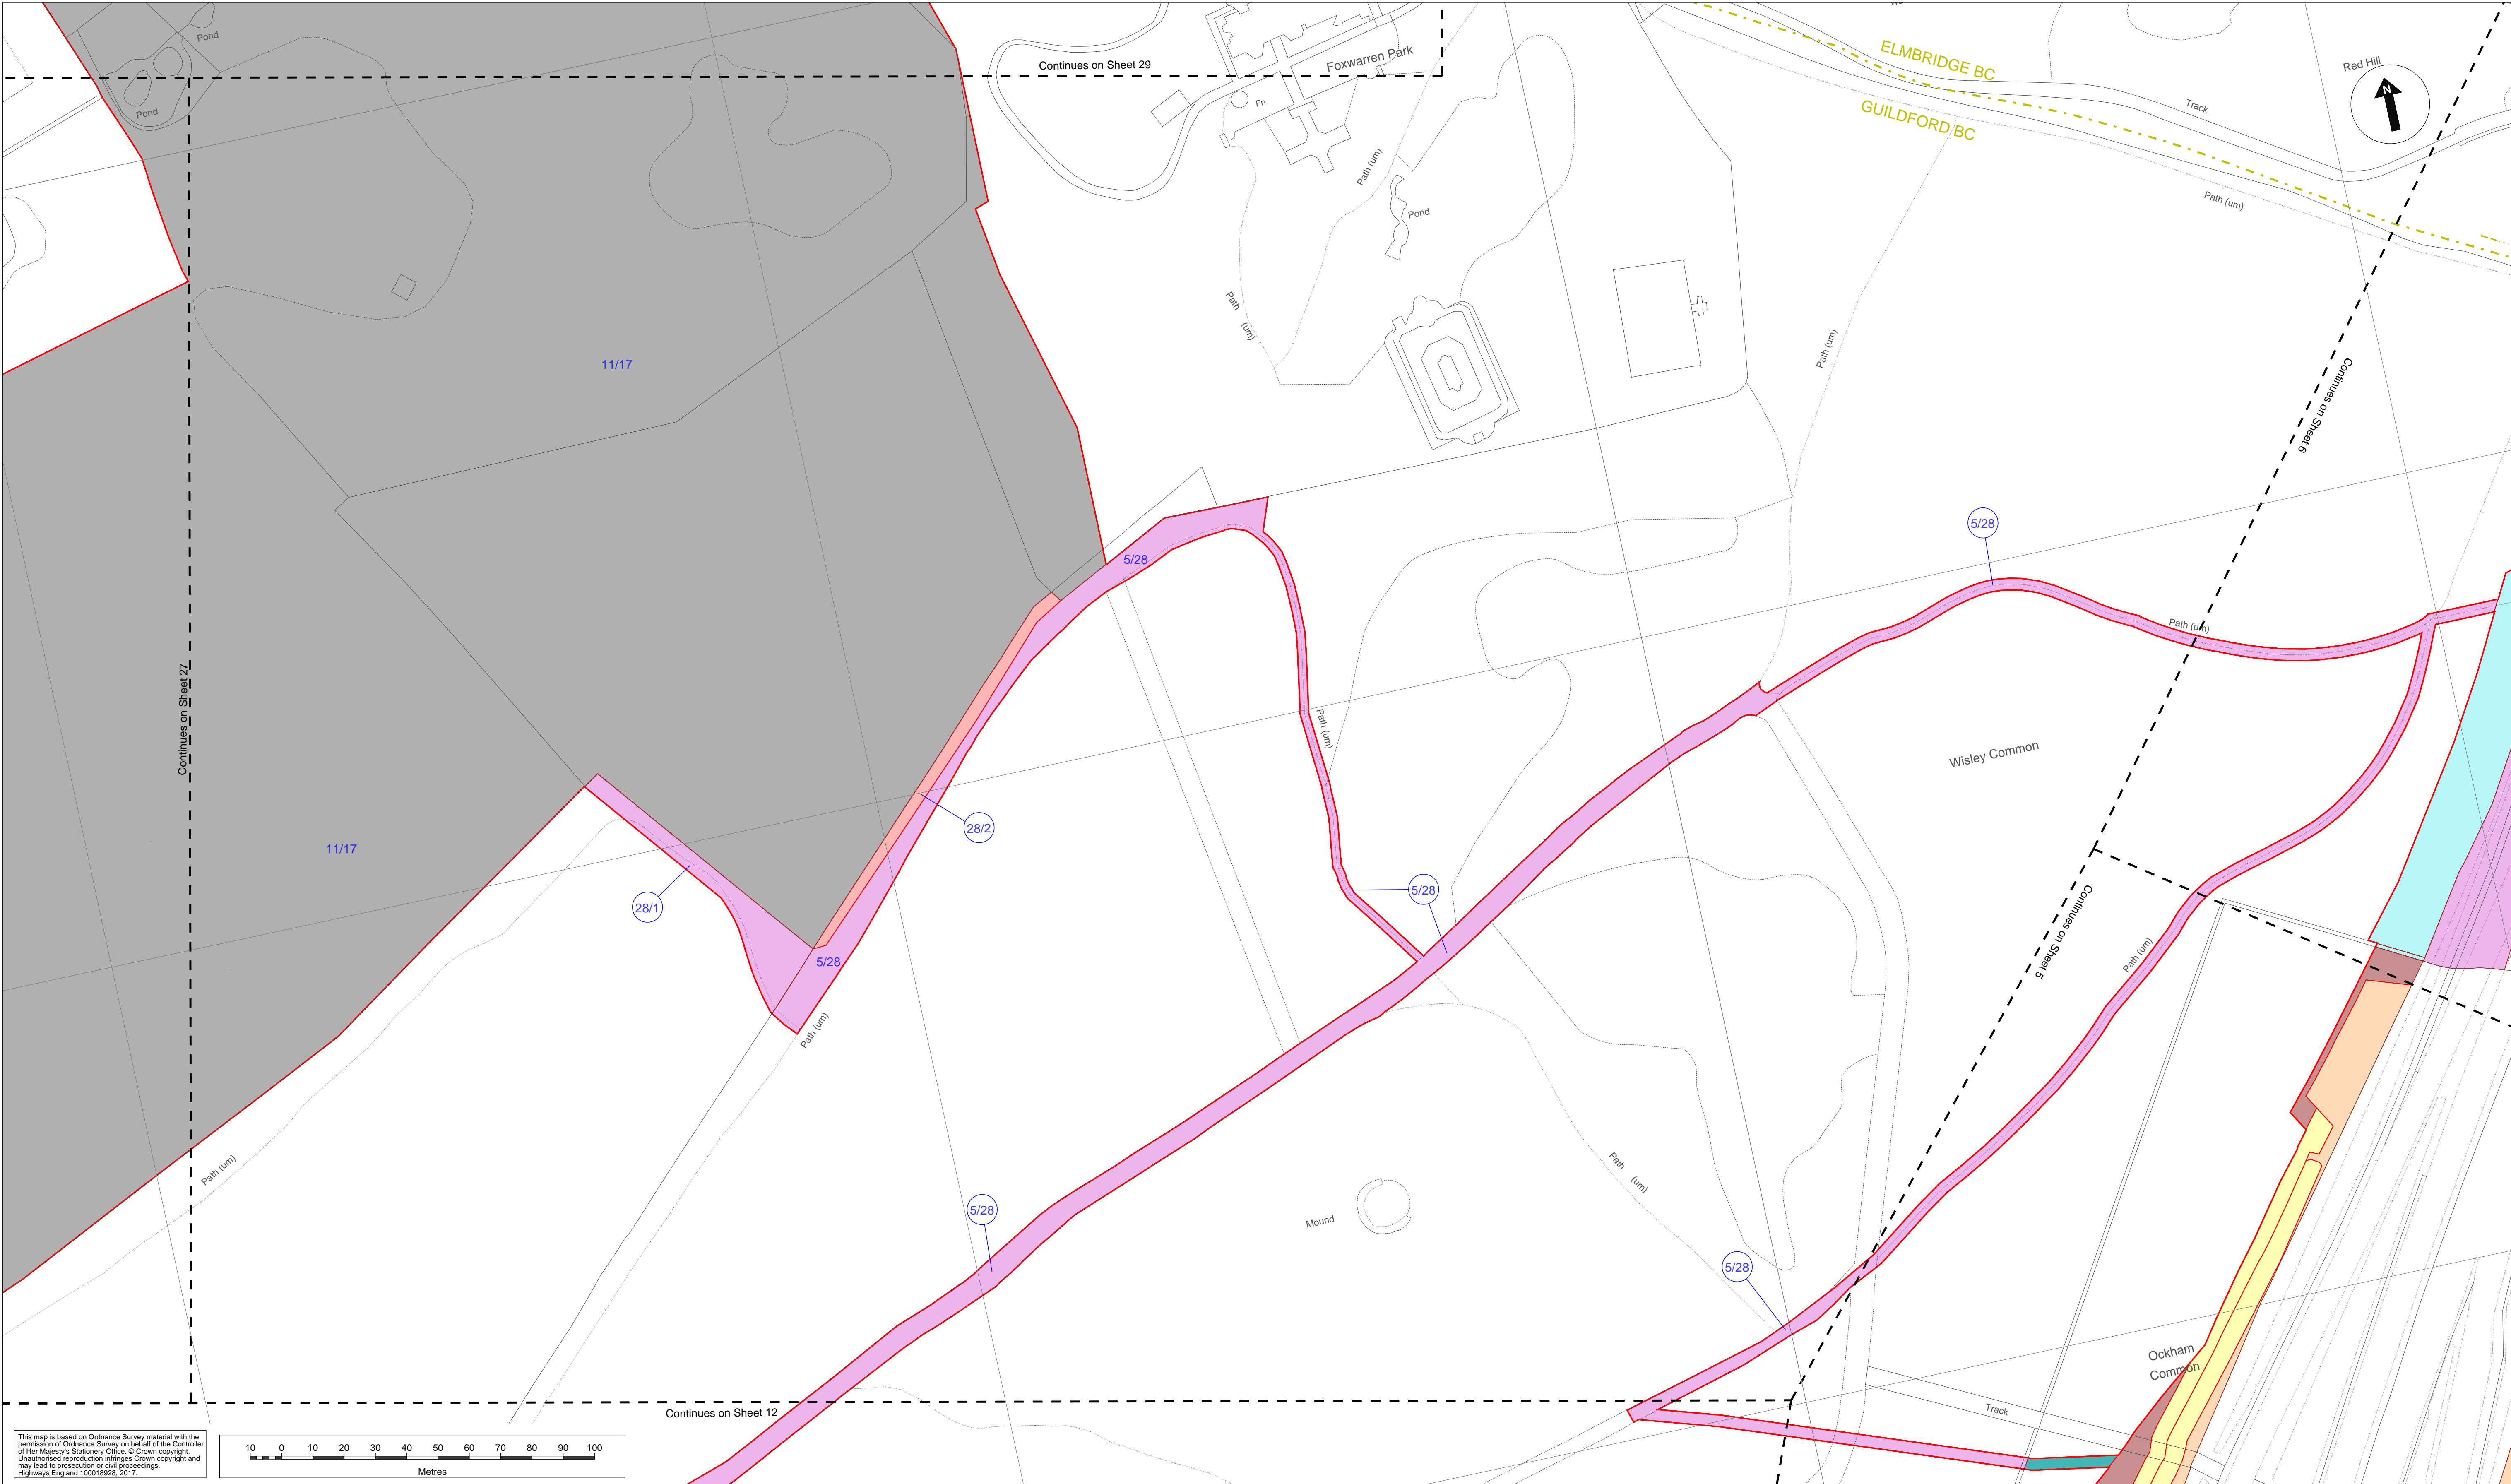 Pond
Pond
Continues on Sheet 29
Foxwarren Park
Fn
ELMBRIDGE BC
GUILDFORD BC
Track
Red Hill
N
Path (um)
Path (um)
Pond
Path (um)
Path (um)
11/17
Continues on Sheet 6
5/28
5/28
Path (um)
Continues on Sheet 27
Path (um)
Wisley Common
28/2
11/17
28/1
5/28
5/28
Continues on Sheet 5
Path (um)
Path (um)
Path (um)
Path (um)
5/28
Mound
5/28
Ockham
Common
Track
Continues on Sheet 12
This map is based on Ordnance Survey material with the
permission of Ordnance Survey on behalf of the Controller
of Her Majesty's Stationery Office. © Crown copyright.
Unauthorised reproduction infringes Crown copyright and
may lead to prosecution or civil proceedings.
Highways England 100018928, 2017.
10 0 10 20 30 40 50 60 70 80 90 100
Metres